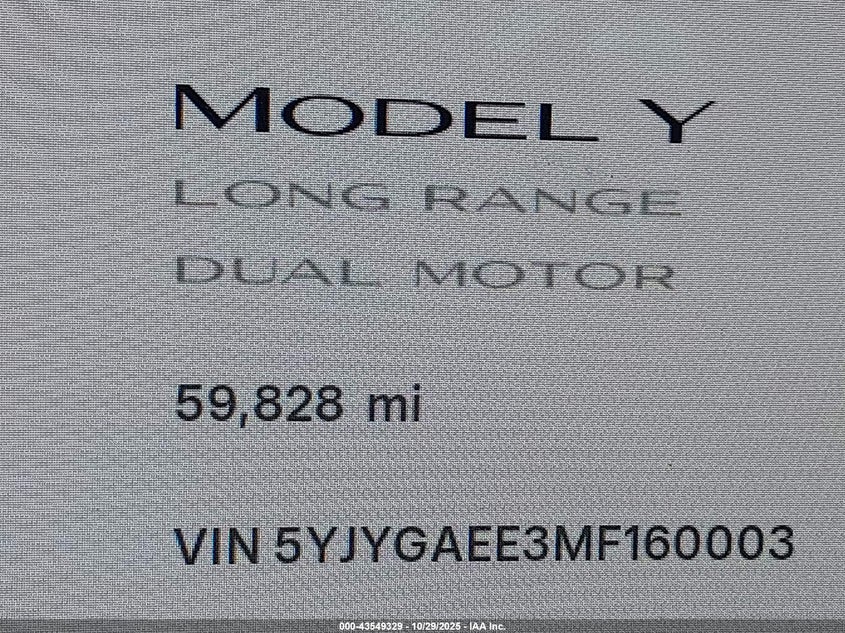 MODEL Y
LONG RANGE
DUAL MOTOR
59,828 mi
VIN 5YJYGAEE3MF160003
000-43549329 - 10/29/2025 - IAA Inc.